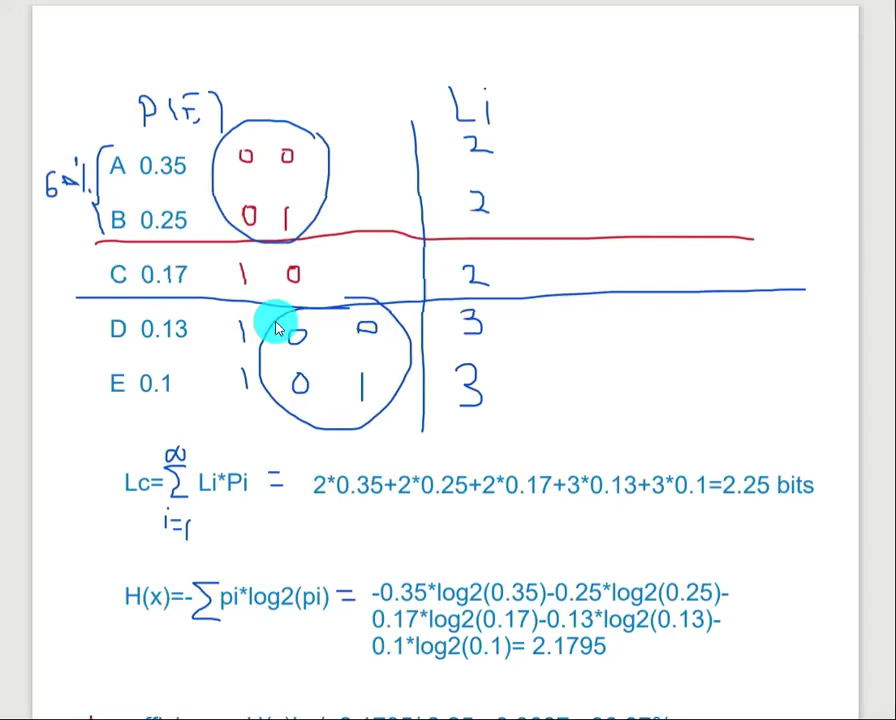 P(Ei) Li
60%
A 0.35 0 0 2
B 0.25 0 1 2
C 0.17 1 0 2
D 0.13 1 0 0 3
E 0.1 1 0 1 3
∞
Lc=∑ Li*Pi = 2*0.35+2*0.25+2*0.17+3*0.13+3*0.1=2.25 bits
i=1
H(x)=-∑pi*log2(pi) = -0.35*log2(0.35)-0.25*log2(0.25)-
0.17*log2(0.17)-0.13*log2(0.13)-
0.1*log2(0.1)= 2.1795